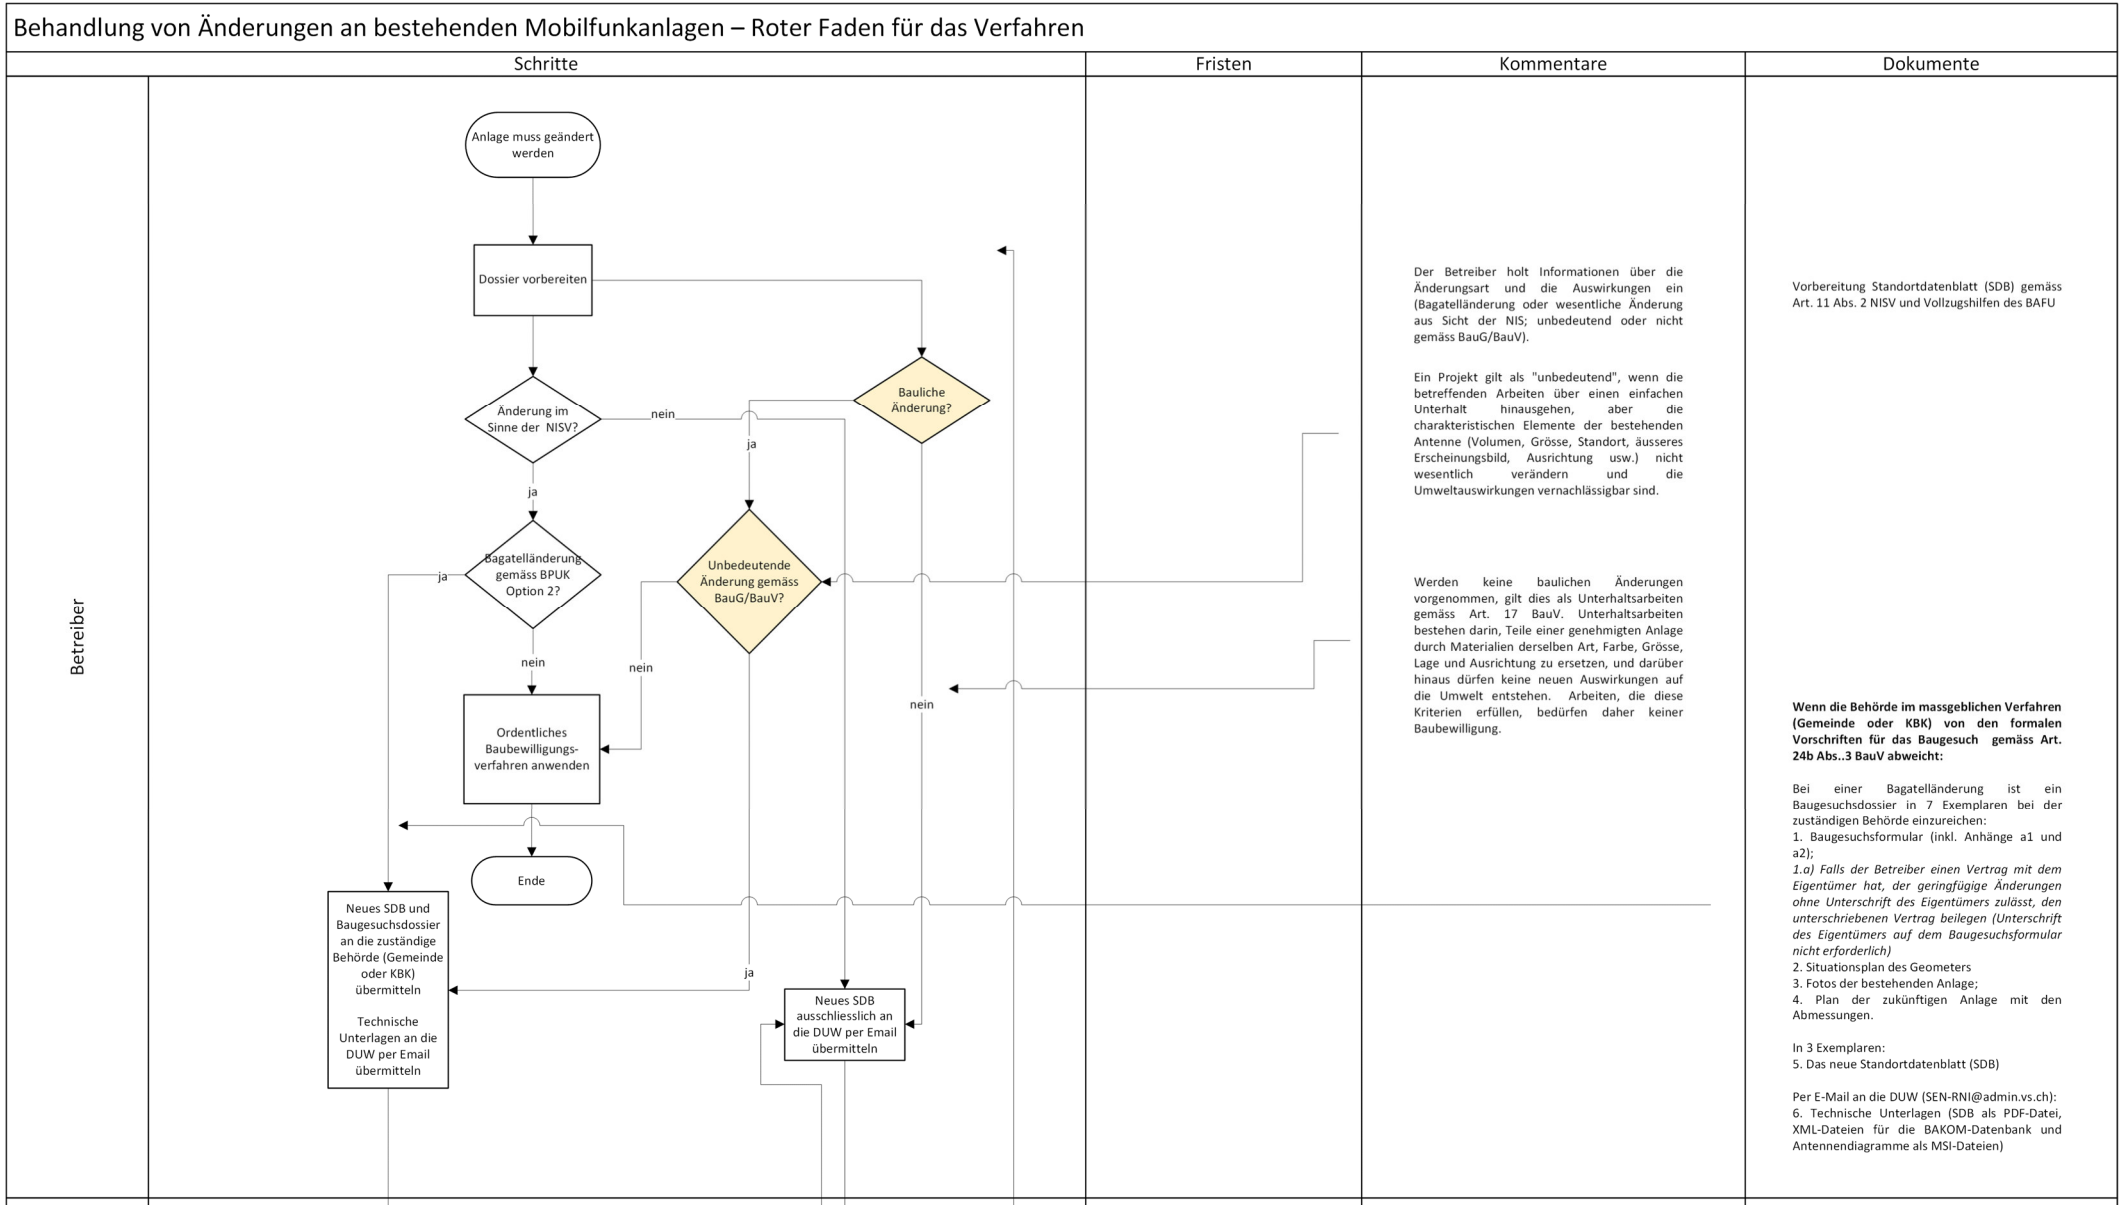 Behandlung von Änderungen an bestehenden Mobilfunkanlagen – Roter Faden für das Verfahren
Schritte
Fristen
Kommentare
Dokumente
Betreiber
Anlage muss geändert
werden
Dossier vorbereiten
Änderung im
Sinne der NISV?
nein
ja
Bauliche
Änderung?
ja
nein
Bagatelländerung
gemäss BPUK
Option 2?
ja
nein
Unbedeutende
Änderung gemäss
BauG/BauV?
nein
ja
Ordentliches
Baubewilligungs-
verfahren anwenden
Ende
Neues SDB und
Baugesuchsdossier
an die zuständige
Behörde (Gemeinde
oder KBK)
übermitteln
Technische
Unterlagen an die
DUW per Email
übermitteln
Neues SDB
ausschliesslich an
die DUW per Email
übermitteln
Der Betreiber holt Informationen über die
Änderungsart und die Auswirkungen ein
(Bagatelländerung oder wesentliche Änderung
aus Sicht der NIS; unbedeutend oder nicht
gemäss BauG/BauV).
Ein Projekt gilt als "unbedeutend", wenn die
betreffenden Arbeiten über einen einfachen
Unterhalt hinausgehen, aber die
charakteristischen Elemente der bestehenden
Antenne (Volumen, Grösse, Standort, äusseres
Erscheinungsbild, Ausrichtung usw.) nicht
wesentlich verändern und die
Umweltauswirkungen vernachlässigbar sind.
Werden keine baulichen Änderungen
vorgenommen, gilt dies als Unterhaltsarbeiten
gemäss Art. 17 BauV. Unterhaltsarbeiten
bestehen darin, Teile einer genehmigten Anlage
durch Materialien derselben Art, Farbe, Grösse,
Lage und Ausrichtung zu ersetzen, und darüber
hinaus dürfen keine neuen Auswirkungen auf
die Umwelt entstehen. Arbeiten, die diese
Kriterien erfüllen, bedürfen daher keiner
Baubewilligung.
Vorbereitung Standortdatenblatt (SDB) gemäss
Art. 11 Abs. 2 NISV und Vollzugshilfen des BAFU
Wenn die Behörde im massgeblichen Verfahren
(Gemeinde oder KBK) von den formalen
Vorschriften für das Baugesuch gemäss Art.
24b Abs..3 BauV abweicht:
Bei einer Bagatelländerung ist ein
Baugesuchsdossier in 7 Exemplaren bei der
zuständigen Behörde einzureichen:
1. Baugesuchsformular (inkl. Anhänge a1 und
a2);
1.a) Falls der Betreiber einen Vertrag mit dem
Eigentümer hat, der geringfügige Änderungen
ohne Unterschrift des Eigentümers zulässt, den
unterschriebenen Vertrag beilegen (Unterschrift
des Eigentümers auf dem Baugesuchsformular
nicht erforderlich)
2. Situationsplan des Geometers
3. Fotos der bestehenden Anlage;
4. Plan der zukünftigen Anlage mit den
Abmessungen.
In 3 Exemplaren:
5. Das neue Standortdatenblatt (SDB)
Per E-Mail an die DUW (SEN-RNI@admin.vs.ch):
6. Technische Unterlagen (SDB als PDF-Datei,
XML-Dateien für die BAKOM-Datenbank und
Antennendiagramme als MSI-Dateien)